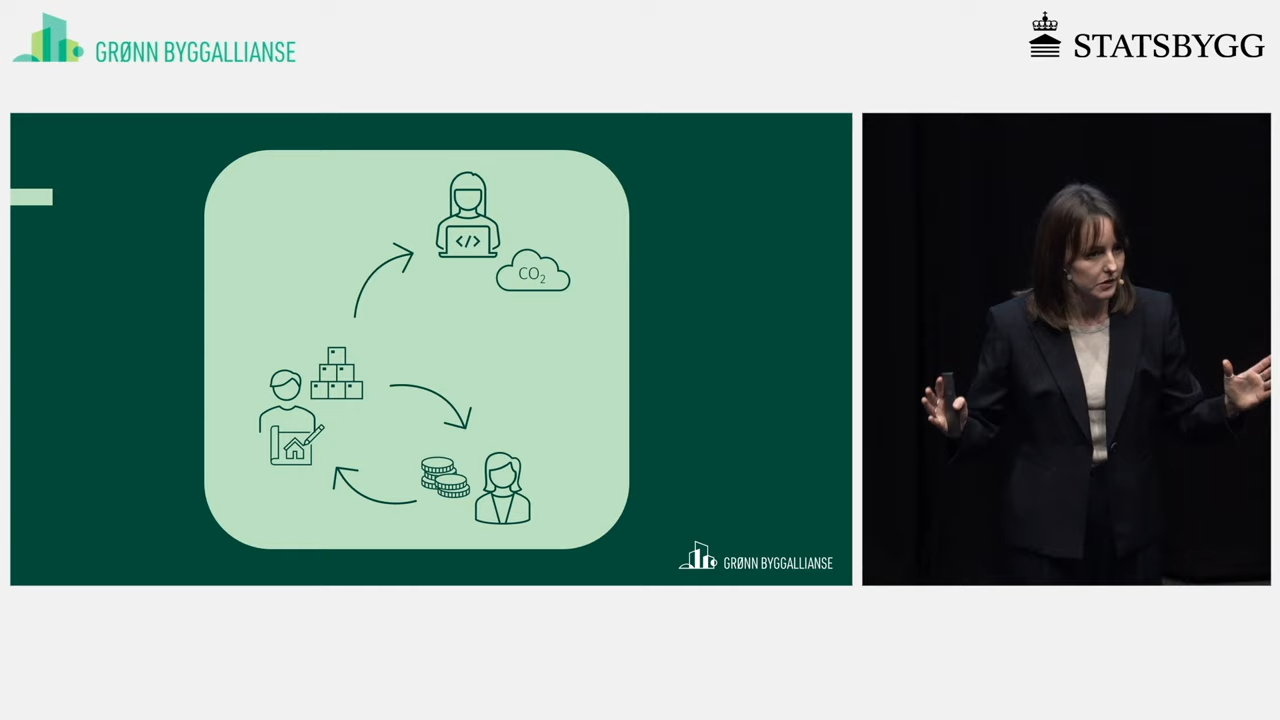 GRØNN BYGGALLIANSE
STATSBYGG
</>
CO₂
GRØNN BYGGALLIANSE